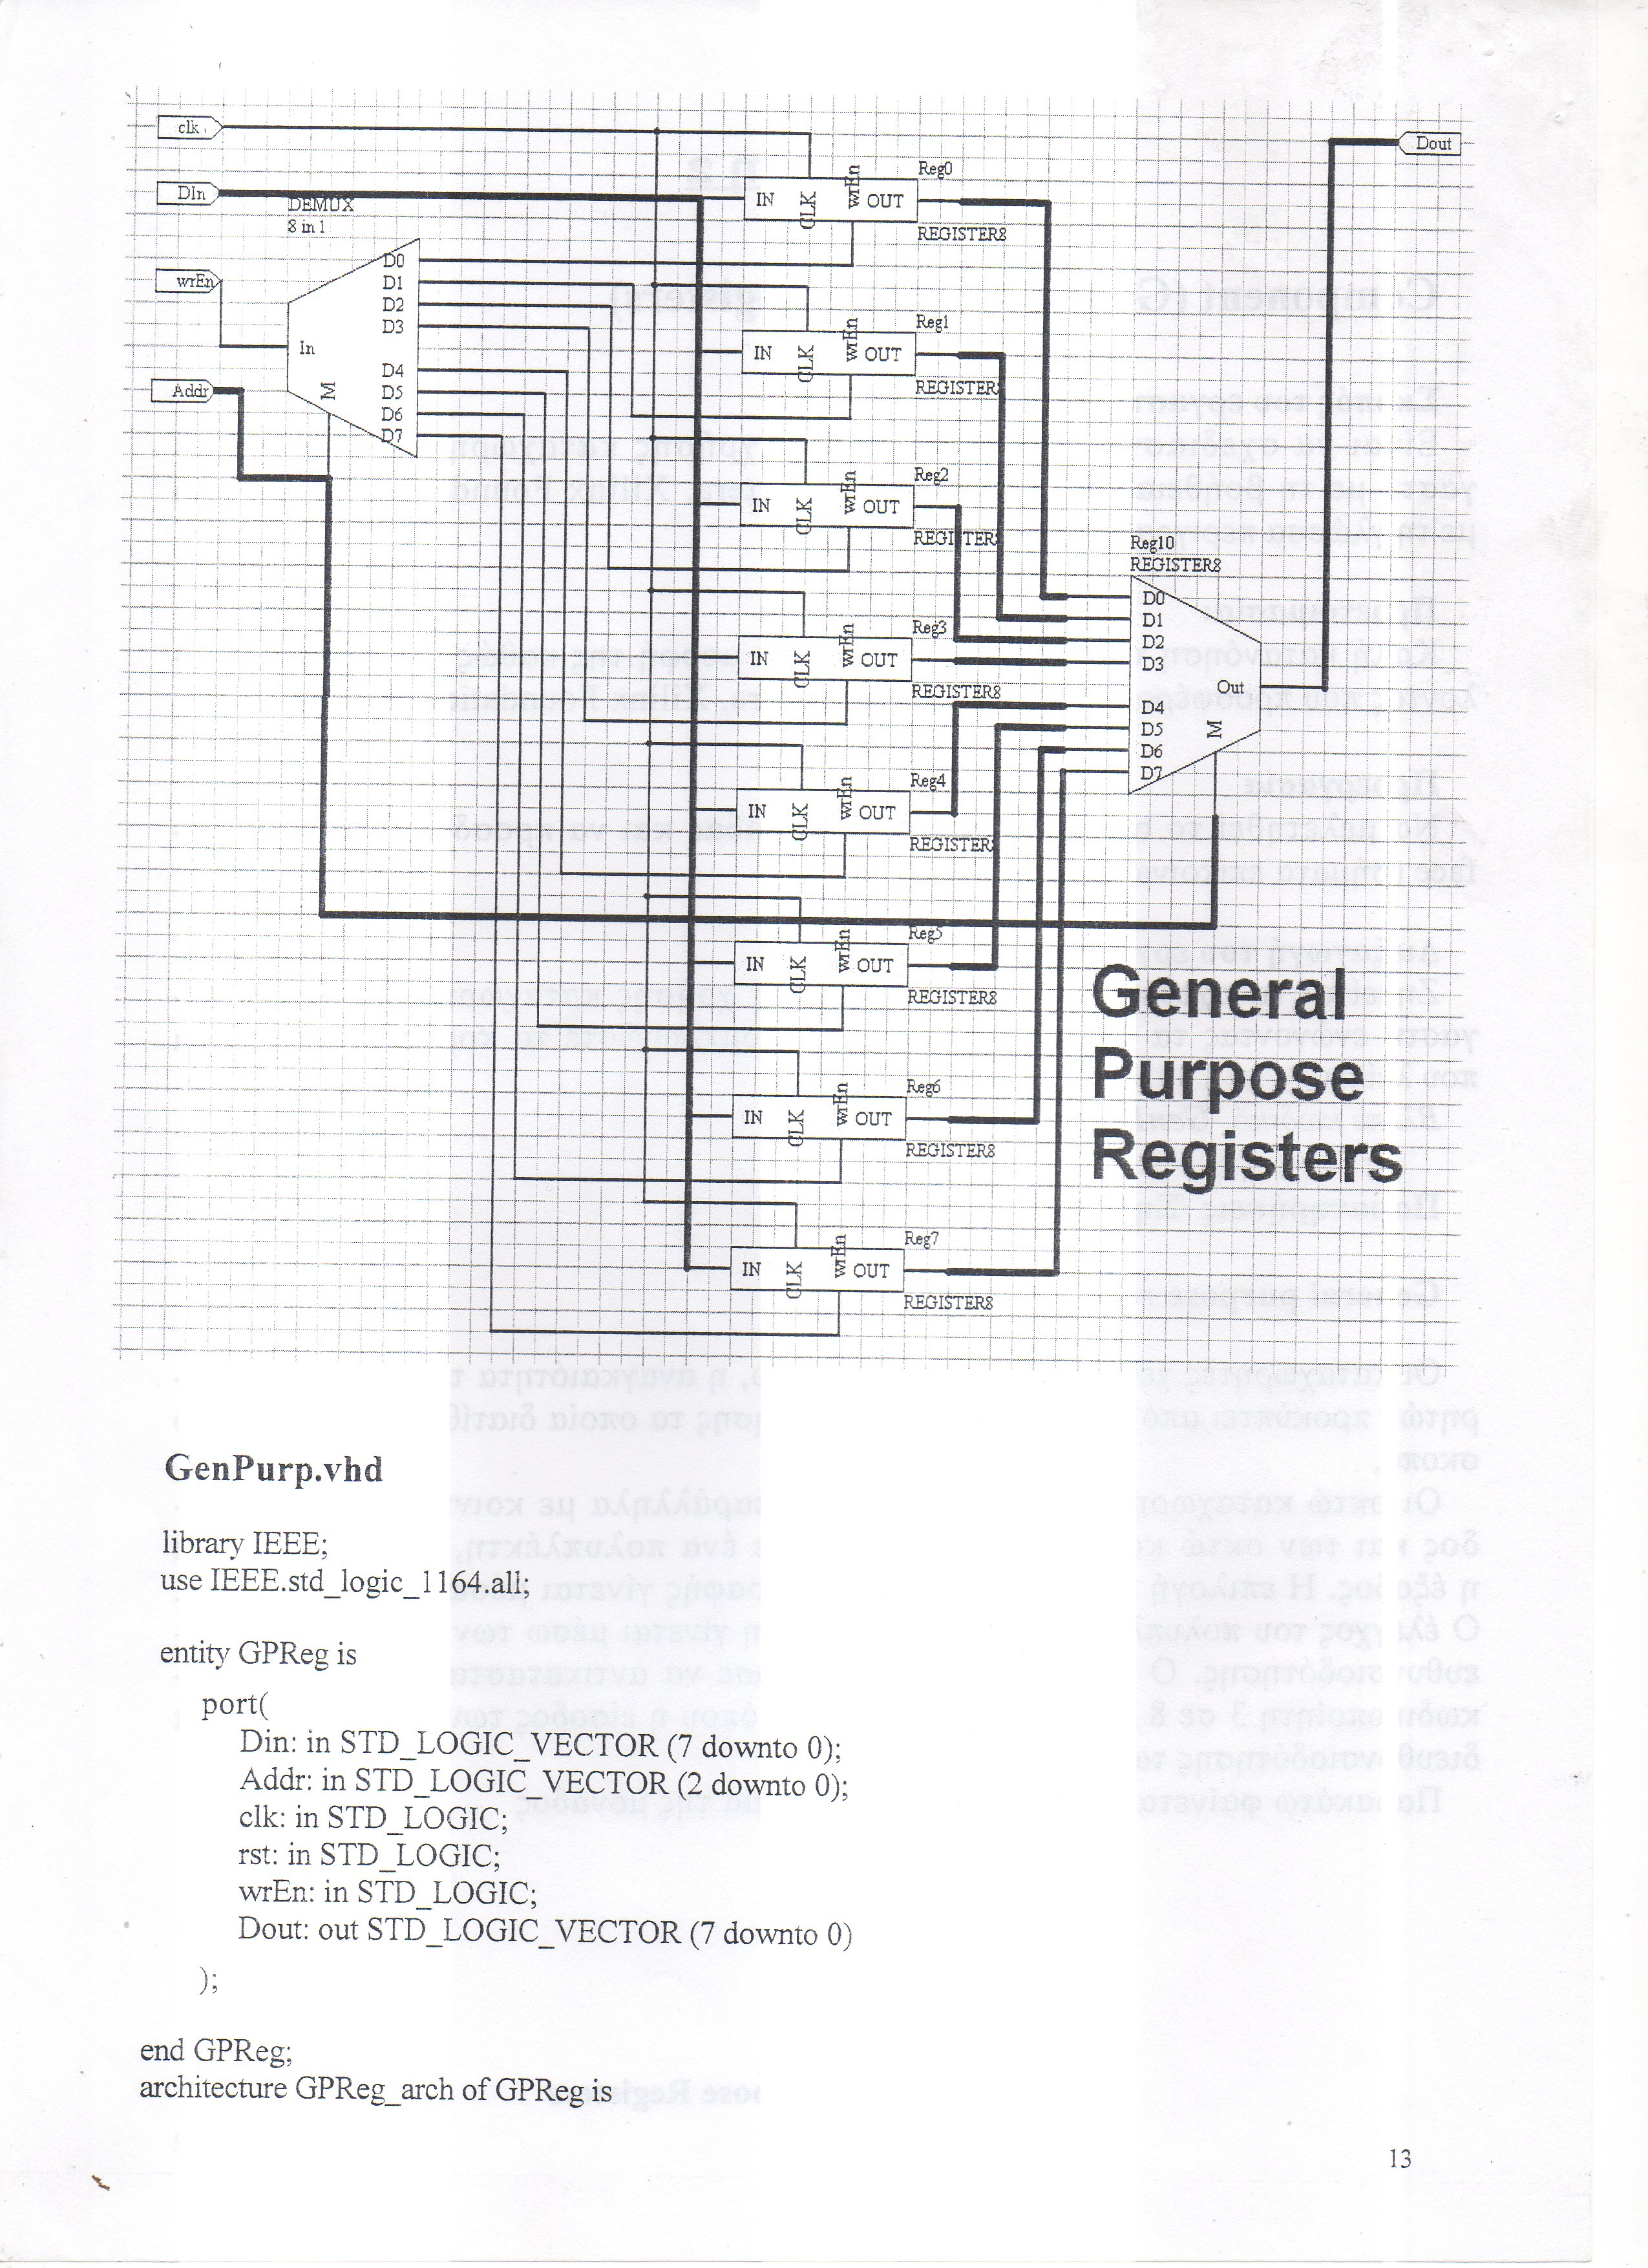 clk
Dout
DIn
DEMUX
8 in 1
wrEn
In
Addr
M
D0
D1
D2
D3
D4
D5
D6
D7
Reg0
IN CLK wrEn OUT
REGISTER8
Reg1
IN CLK wrEn OUT
REGISTER
Reg2
IN CLK wrEn OUT
REGISTER
Reg3
IN CLK wrEn OUT
REGISTER8
Reg4
IN CLK wrEn OUT
REGISTER
Reg5
IN CLK wrEn OUT
REGISTER8
Reg6
IN CLK wrEn OUT
REGISTER8
Reg7
IN CLK wrEn OUT
REGISTER8
Reg10
REGISTER8
D0
D1
D2
D3
Out
D4
D5
D6
D7
M
General
Purpose
Registers
GenPurp.vhd
library IEEE;
use IEEE.std_logic_1164.all;
entity GPReg is
port(
Din: in STD_LOGIC_VECTOR (7 downto 0);
Addr: in STD_LOGIC_VECTOR (2 downto 0);
clk: in STD_LOGIC;
rst: in STD_LOGIC;
wrEn: in STD_LOGIC;
Dout: out STD_LOGIC_VECTOR (7 downto 0)
);
end GPReg;
architecture GPReg_arch of GPReg is
13